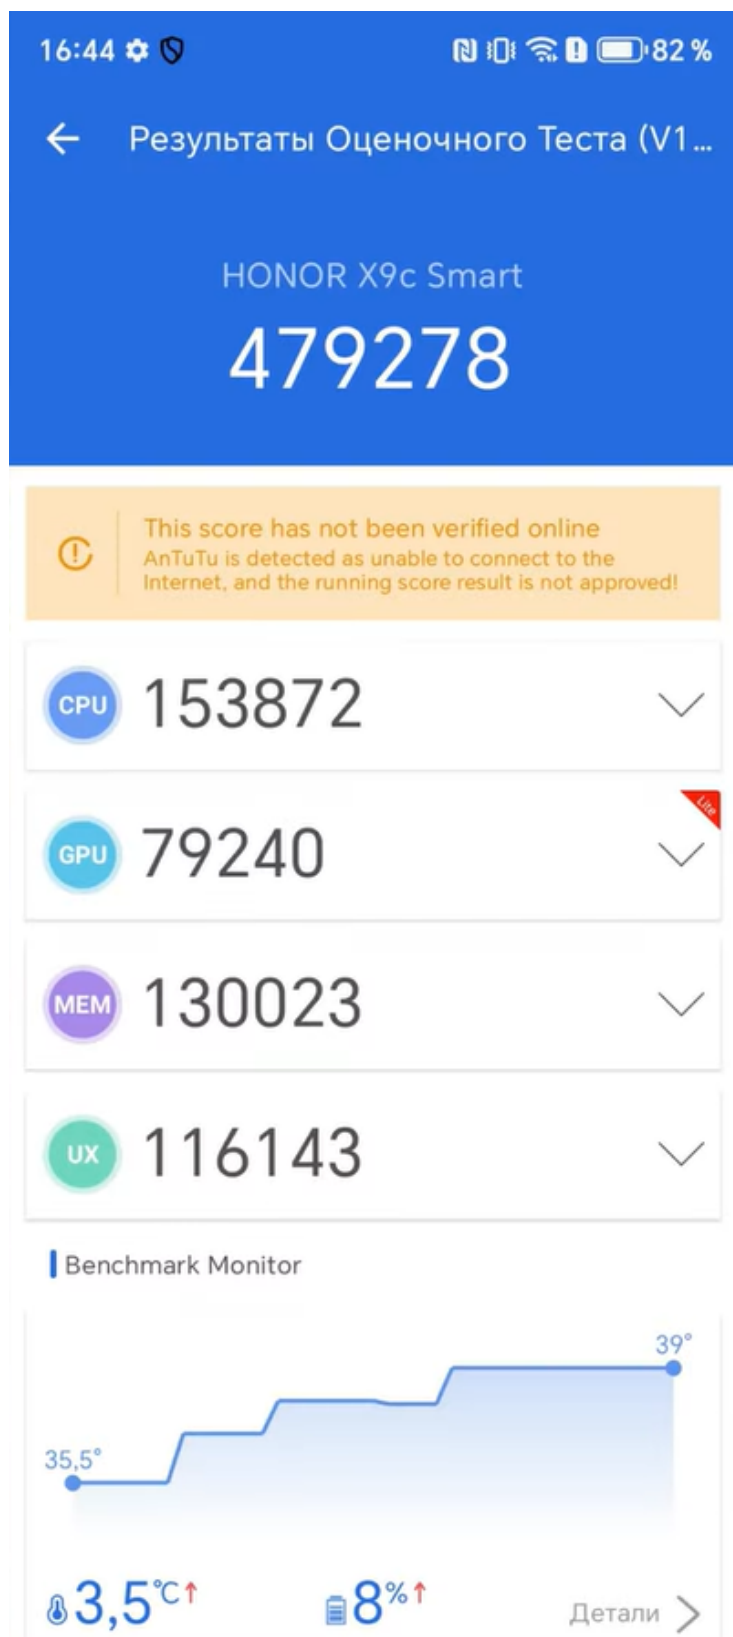 16:44 82 %
Результаты Оценочного Теста (V1...
HONOR X9c Smart
479278
This score has not been verified online
AnTuTu is detected as unable to connect to the
Internet, and the running score result is not approved!
CPU 153872
Lite
GPU 79240
MEM 130023
UX 116143
Benchmark Monitor
39°
35,5°
3,5°C↑ 8%↑ Детали